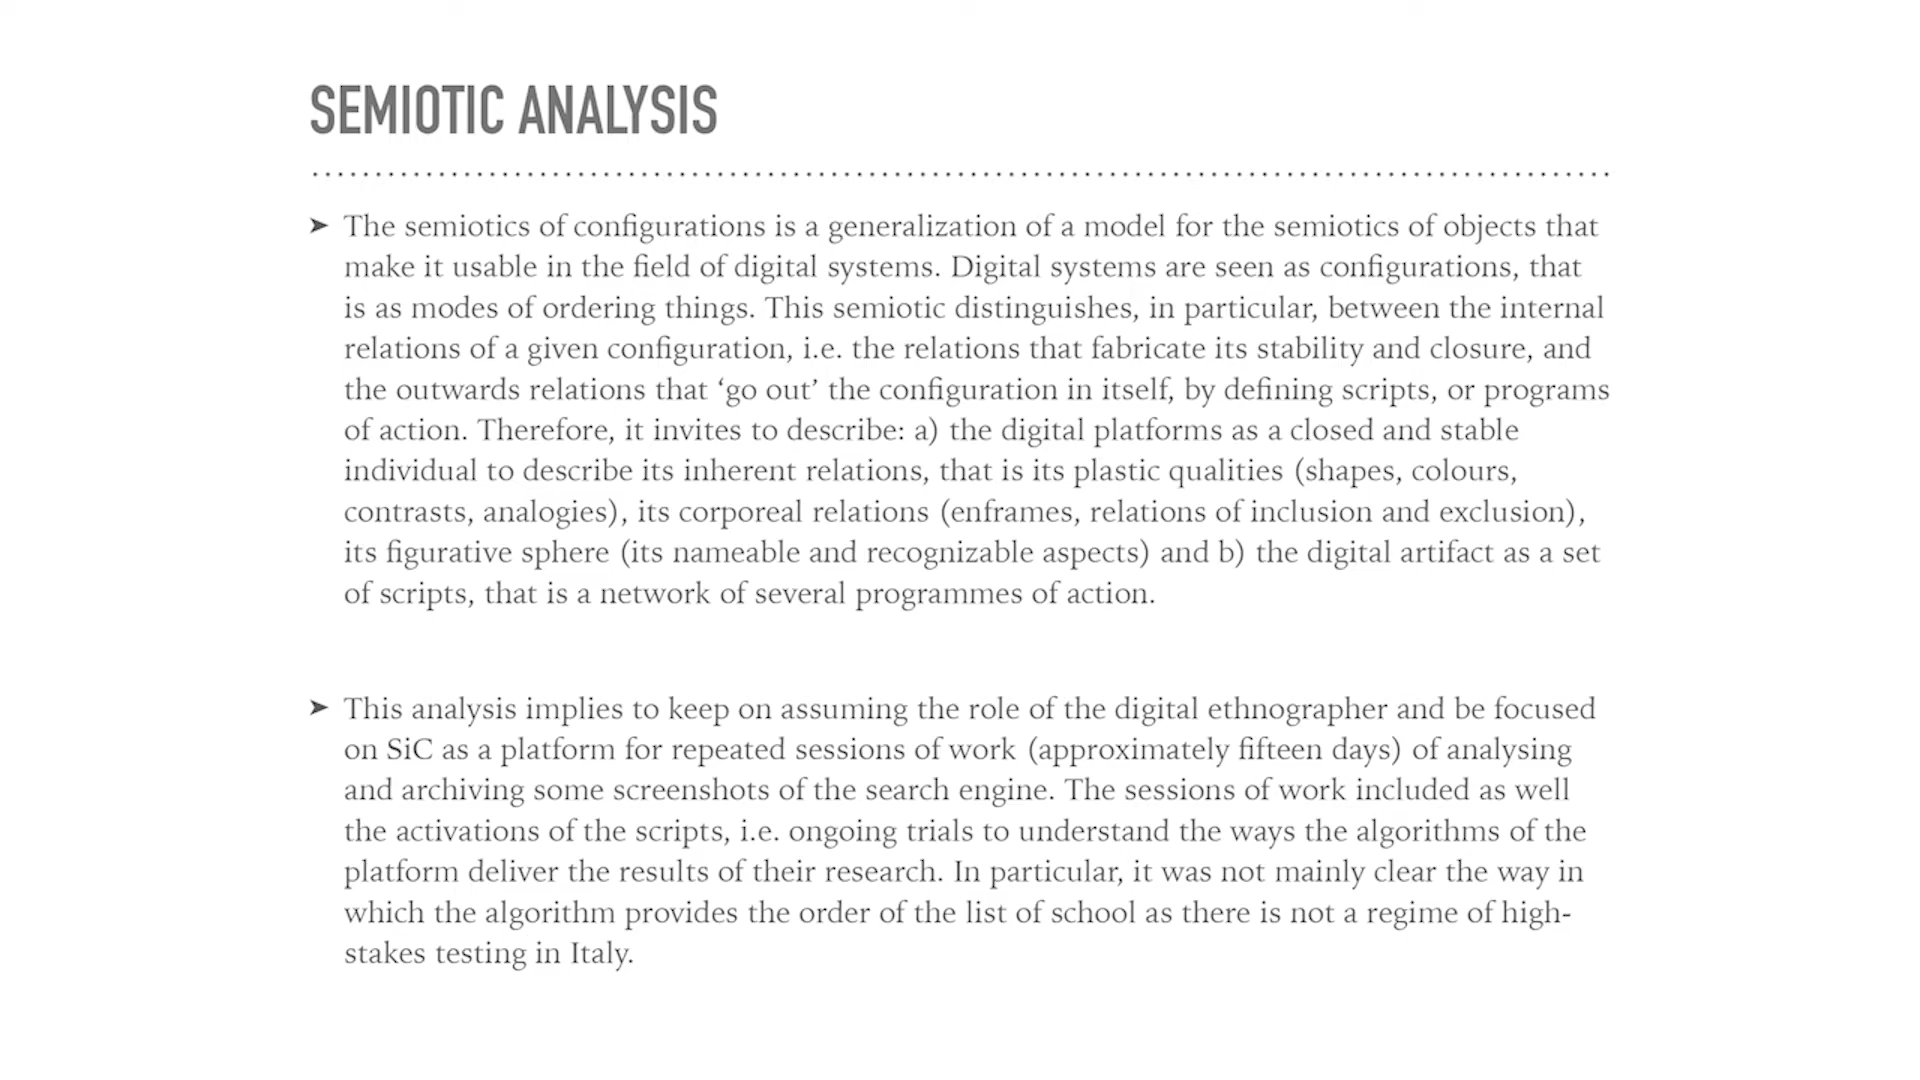 SEMIOTIC ANALYSIS
➤ The semiotics of configurations is a generalization of a model for the semiotics of objects that
make it usable in the field of digital systems. Digital systems are seen as configurations, that
is as modes of ordering things. This semiotic distinguishes, in particular, between the internal
relations of a given configuration, i.e. the relations that fabricate its stability and closure, and
the outwards relations that ‘go out’ the configuration in itself, by defining scripts, or programs
of action. Therefore, it invites to describe: a) the digital platforms as a closed and stable
individual to describe its inherent relations, that is its plastic qualities (shapes, colours,
contrasts, analogies), its corporeal relations (enframes, relations of inclusion and exclusion),
its figurative sphere (its nameable and recognizable aspects) and b) the digital artifact as a set
of scripts, that is a network of several programmes of action.
➤ This analysis implies to keep on assuming the role of the digital ethnographer and be focused
on SiC as a platform for repeated sessions of work (approximately fifteen days) of analysing
and archiving some screenshots of the search engine. The sessions of work included as well
the activations of the scripts, i.e. ongoing trials to understand the ways the algorithms of the
platform deliver the results of their research. In particular, it was not mainly clear the way in
which the algorithm provides the order of the list of school as there is not a regime of high-
stakes testing in Italy.